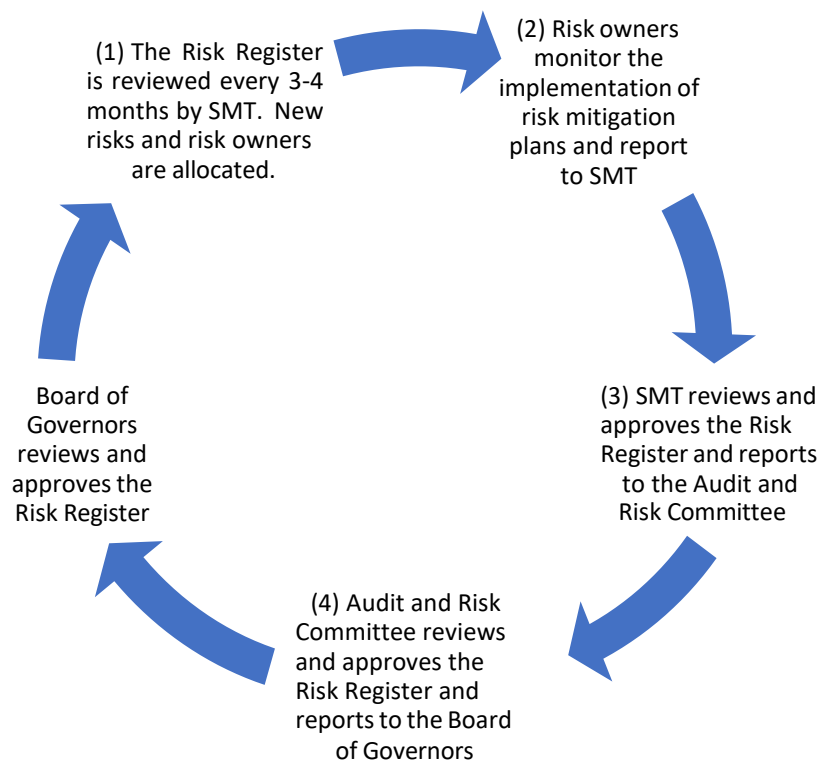 (1) The Risk Register
is reviewed every 3-4
months by SMT. New
risks and risk owners
are allocated.
(2) Risk owners
monitor the
implementation of
risk mitigation
plans and report
to SMT
(3) SMT reviews and
approves the Risk
Register and reports
to the Audit and
Risk Committee
(4) Audit and Risk
Committee reviews
and approves the
Risk Register and
reports to the Board
of Governors
Board of
Governors
reviews and
approves the
Risk Register